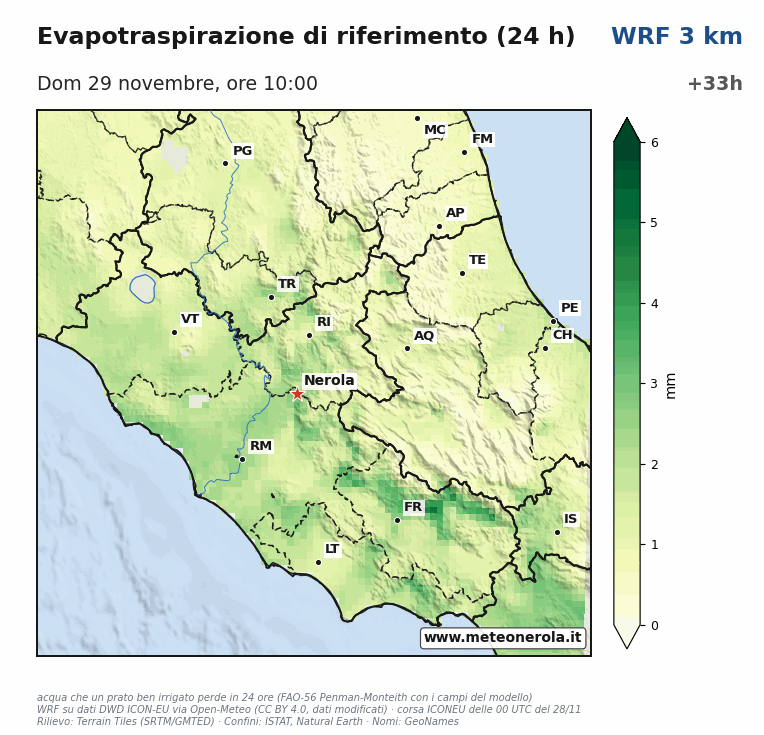 Evapotraspirazione di riferimento (24 h)
WRF 3 km
Dom 29 novembre, ore 10:00
+33h
MC
FM
PG
AP
TE
TR
PE
VT
RI
CH
AQ
Nerola
RM
FR
IS
LT
www.meteonerola.it
6
5
4
3
2
1
0
mm
acqua che un prato ben irrigato perde in 24 ore (FAO-56 Penman-Monteith con i campi del modello)
WRF su dati DWD ICON-EU via Open-Meteo (CC BY 4.0, dati modificati) · corsa ICONEU delle 00 UTC del 28/11
Rilievo: Terrain Tiles (SRTM/GMTED) · Confini: ISTAT, Natural Earth · Nomi: GeoNames